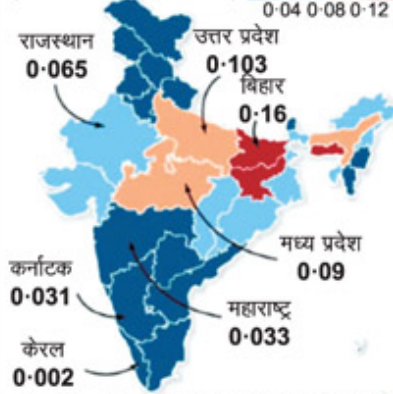 0·04 0·08 0·12
राजस्थान
0·065
उत्तर प्रदेश
0·103
बिहार
0·16
मध्य प्रदेश
0·09
कर्नाटक
0·031
महाराष्ट्र
0·033
केरल
0·002